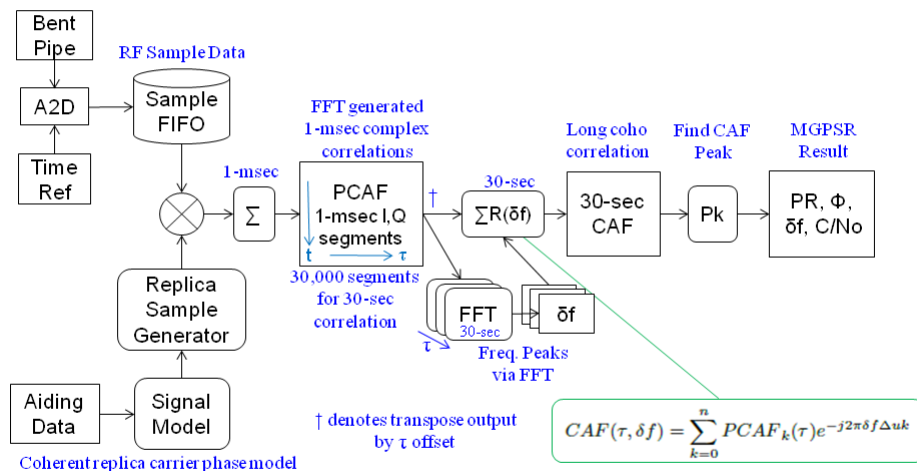 Bent
Pipe
RF Sample Data
A2D
Sample
FIFO
Time
Ref
1-msec
Σ
FFT generated
1-msec complex
correlations
PCAF
1-msec I,Q
segments
t → τ
30,000 segments
for 30-sec
correlation
†
30-sec
ΣR(δf)
Long coho
correlation
30-sec
CAF
Find CAF
Peak
Pk
MGPSR
Result
PR, Φ,
δf, C/No
Replica
Sample
Generator
FFT
30-sec
τ
δf
Freq. Peaks
via FFT
Aiding
Data
Signal
Model
Coherent replica carrier phase model
† denotes transpose output
by τ offset
CAF(τ, δf) = ∑_{k=0}^{n} PCAF_k(τ)e^{-j2πδfΔuk}